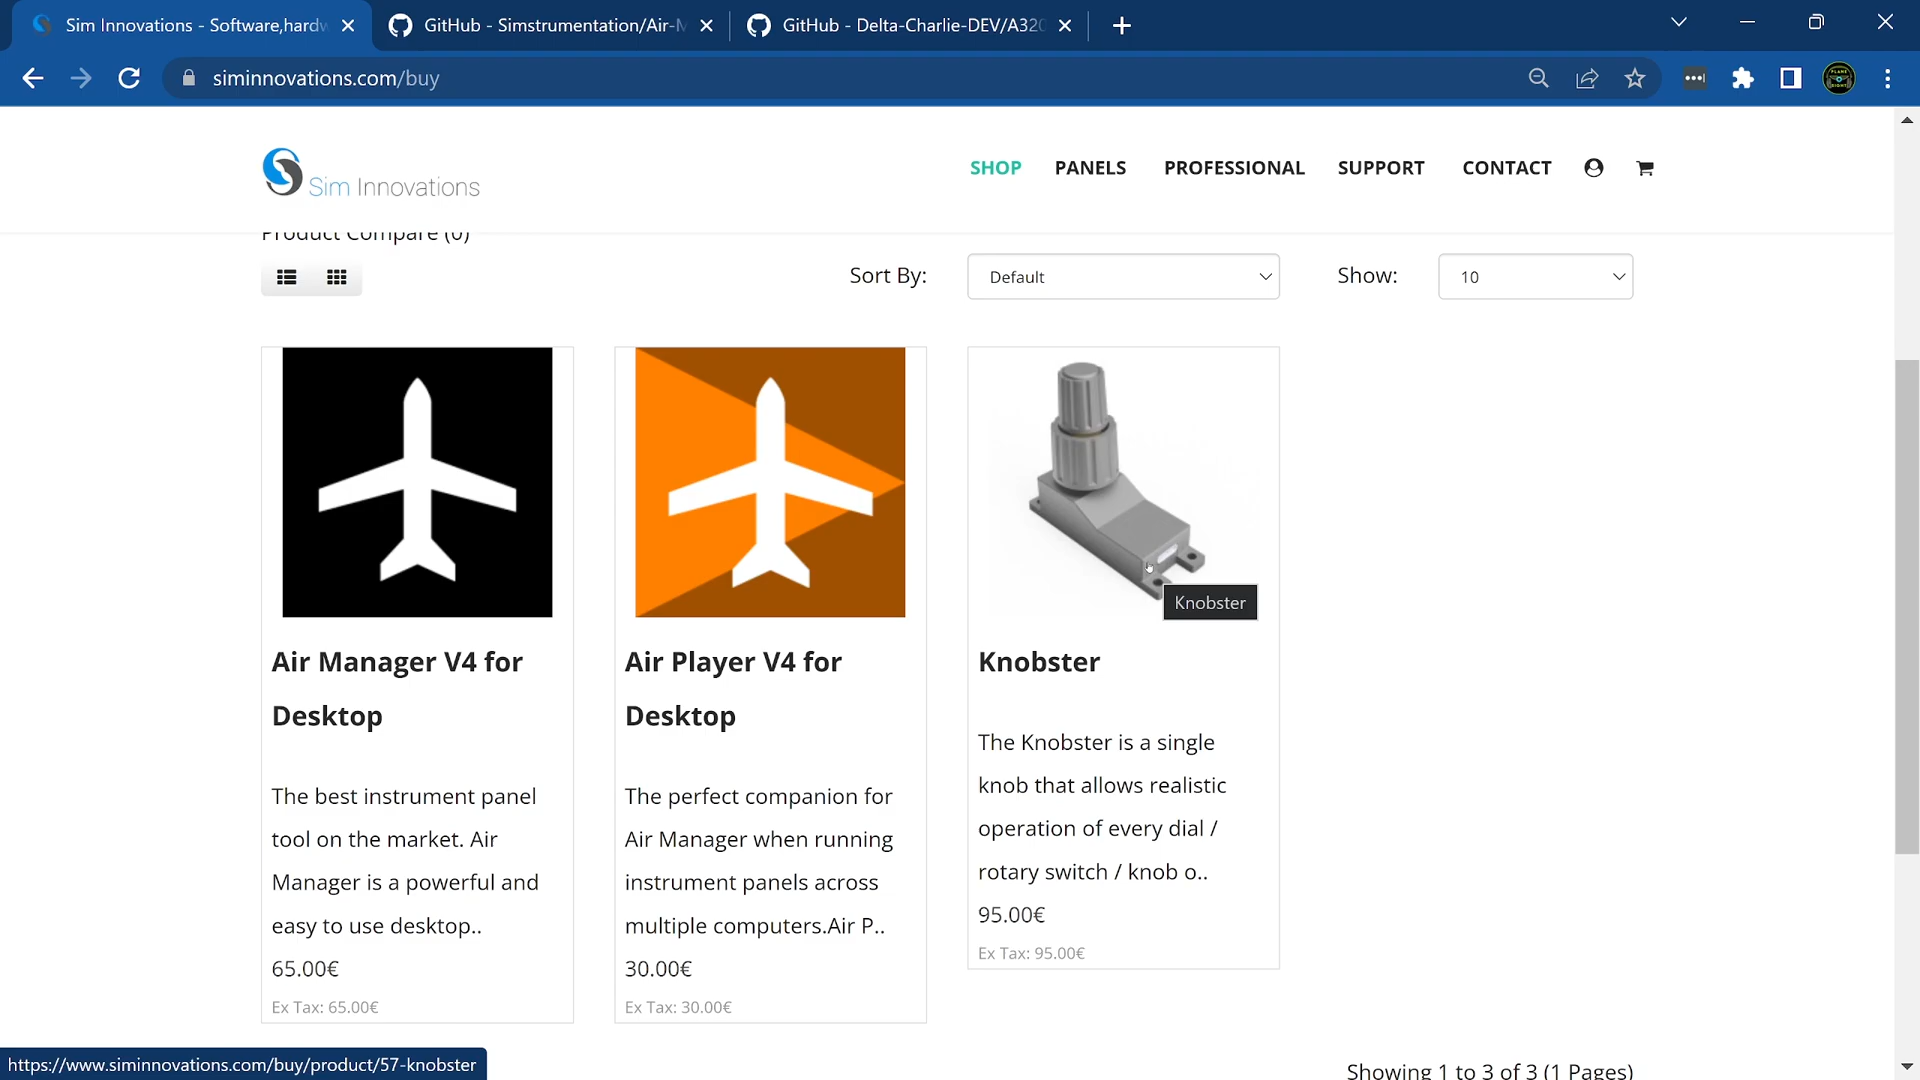 Sim Innovations - Software,hardw
GitHub - Simstrumentation/Air-M
GitHub - Delta-Charlie-DEV/A320
siminnovations.com/buy
Sim Innovations
SHOP
PANELS
PROFESSIONAL
SUPPORT
CONTACT
Product Compare (0)
Sort By:
Default
Show:
10
Knobster
Air Manager V4 for
Desktop
The best instrument panel
tool on the market. Air
Manager is a powerful and
easy to use desktop..
65.00€
Ex Tax: 65.00€
Air Player V4 for
Desktop
The perfect companion for
Air Manager when running
instrument panels across
multiple computers.Air P..
30.00€
Ex Tax: 30.00€
Knobster
The Knobster is a single
knob that allows realistic
operation of every dial /
rotary switch / knob o..
95.00€
Ex Tax: 95.00€
https://www.siminnovations.com/buy/product/57-knobster
Showing 1 to 3 of 3 (1 Pages)